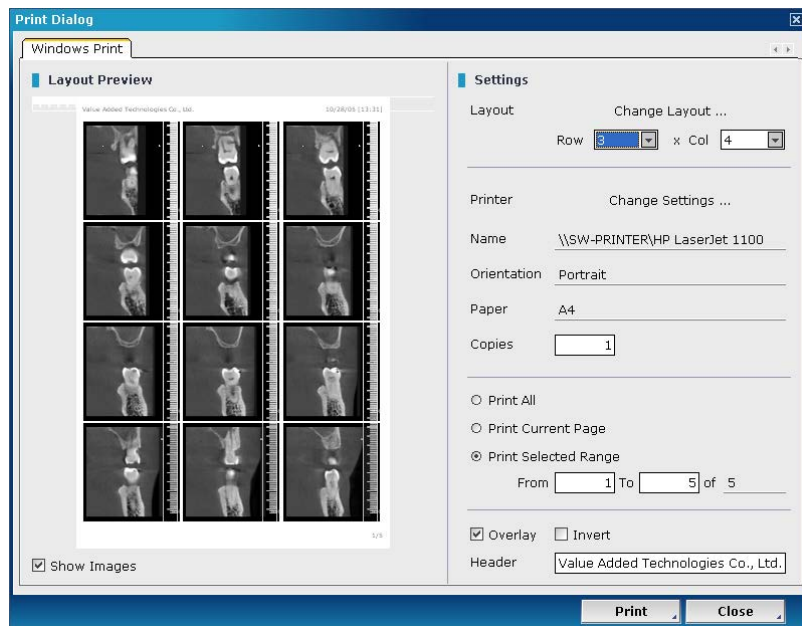 Print Dialog
Windows Print
Layout Preview
Value Added Technologies Co., Ltd. 10/28/05 [13:31]
1/5
Show Images
Settings
Layout Change Layout ...
Row 3 x Col 4
Printer Change Settings ...
Name \\SW-PRINTER\HP LaserJet 1100
Orientation Portrait
Paper A4
Copies 1
Print All
Print Current Page
Print Selected Range
From 1 To 5 of 5
Overlay Invert
Header Value Added Technologies Co., Ltd.
Print Close